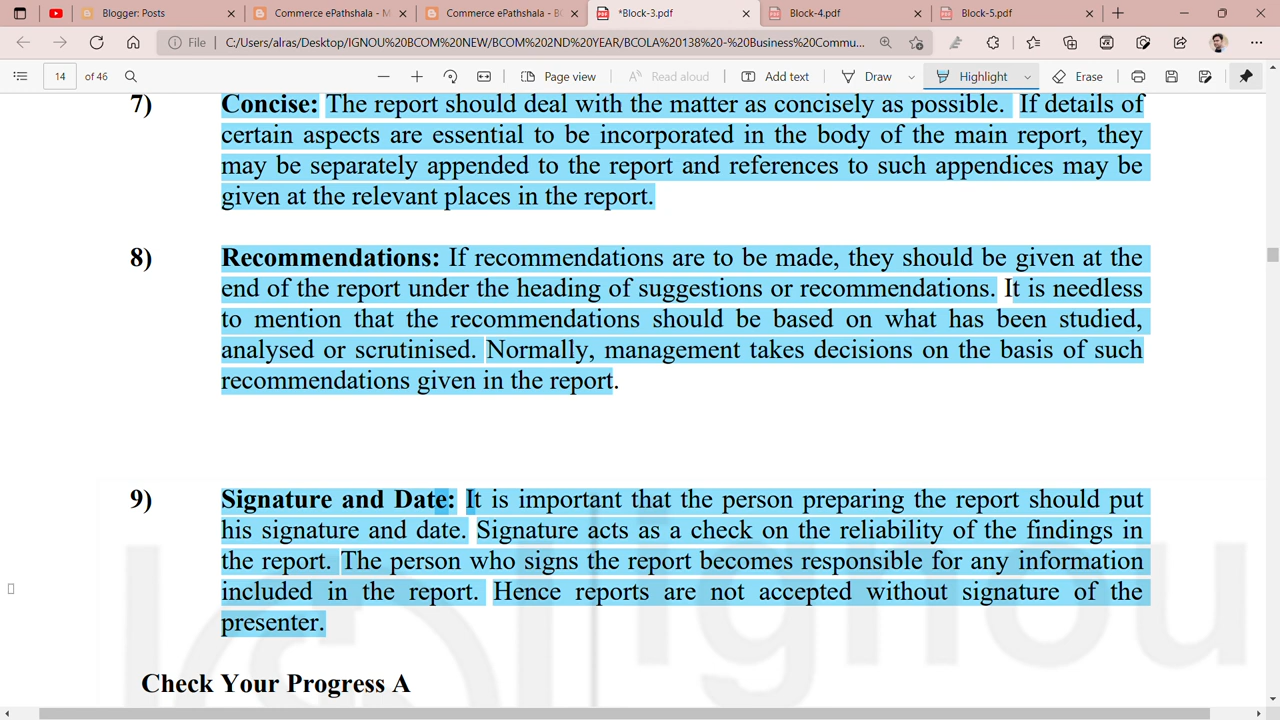 Blogger: Posts
Commerce ePathshala - M
Commerce ePathshala - BC
*Block-3.pdf
Block-4.pdf
Block-5.pdf
File
C:/Users/alras/Desktop/IGNOU%20BCOM%20NEW/BCOM%202ND%20YEAR/BCOLA%20138%20-%20Business%20Commu...
14 of 46
Page view
Read aloud
Add text
Draw
Highlight
Erase
7) Concise: The report should deal with the matter as concisely as possible. If details of
certain aspects are essential to be incorporated in the body of the main report, they
may be separately appended to the report and references to such appendices may be
given at the relevant places in the report.
8) Recommendations: If recommendations are to be made, they should be given at the
end of the report under the heading of suggestions or recommendations. It is needless
to mention that the recommendations should be based on what has been studied,
analysed or scrutinised. Normally, management takes decisions on the basis of such
recommendations given in the report.
9) Signature and Date: It is important that the person preparing the report should put
his signature and date. Signature acts as a check on the reliability of the findings in
the report. The person who signs the report becomes responsible for any information
included in the report. Hence reports are not accepted without signature of the
presenter.
ignou
Check Your Progress A